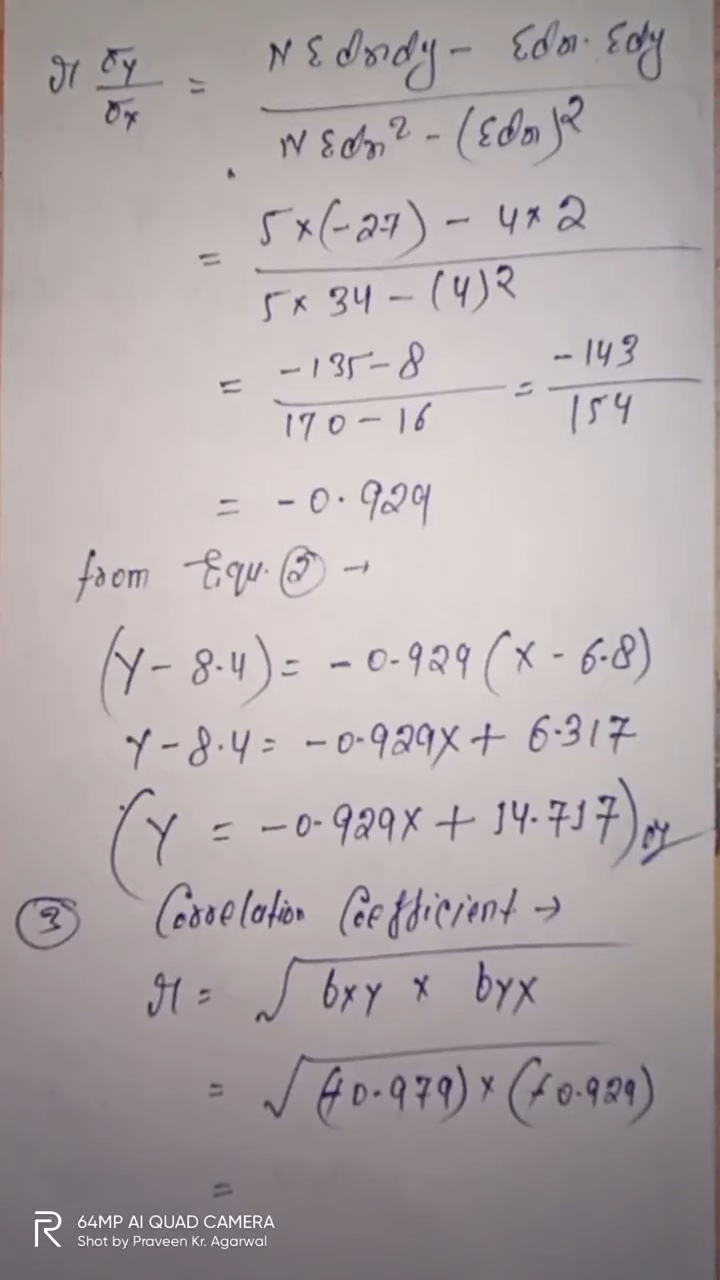 r σy/σx = (N Σdxdy - Σdx. Σdy) / (N Σdx² - (Σdx)²)
= (5 x (-27) - 4 x 2) / (5 x 34 - (4)²)
= (-135 - 8) / (170 - 16) = -143 / 154
= - 0.929
from Equ. ② →
(Y - 8.4) = - 0.929 (x - 6.8)
Y - 8.4 = - 0.929x + 6.317
(Y = - 0.929x + 14.717)
③ Correlation Coefficient →
r = √(bxy x byx)
= √((-0.979) x (-0.929))
=
64MP AI QUAD CAMERA
Shot by Praveen Kr. Agarwal